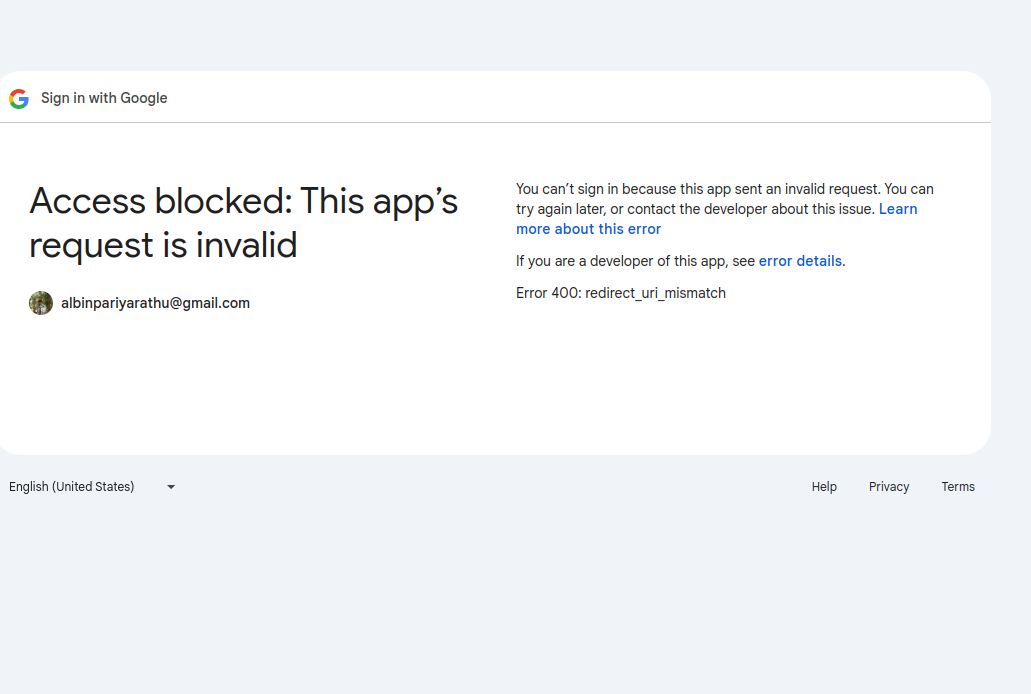 Sign in with Google
Access blocked: This app’s
request is invalid
albinpariyarathu@gmail.com
You can’t sign in because this app sent an invalid request. You can
try again later, or contact the developer about this issue. Learn
more about this error
If you are a developer of this app, see error details.
Error 400: redirect_uri_mismatch
English (United States)
Help
Privacy
Terms